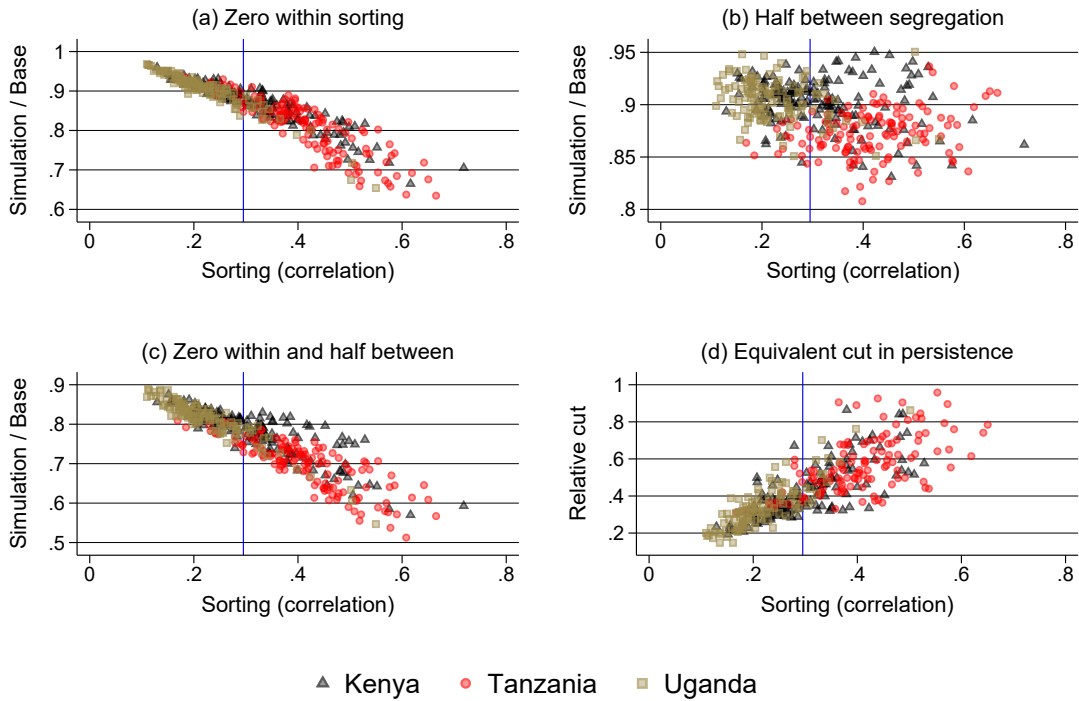 (a) Zero within sorting
Simulation / Base
1
.9
.8
.7
.6
0 .2 .4 .6 .8
Sorting (correlation)
(b) Half between segregation
Simulation / Base
.95
.9
.85
.8
0 .2 .4 .6 .8
Sorting (correlation)
(c) Zero within and half between
Simulation / Base
.9
.8
.7
.6
.5
0 .2 .4 .6 .8
Sorting (correlation)
(d) Equivalent cut in persistence
Relative cut
1
.8
.6
.4
.2
0 .2 .4 .6 .8
Sorting (correlation)
Kenya Tanzania Uganda